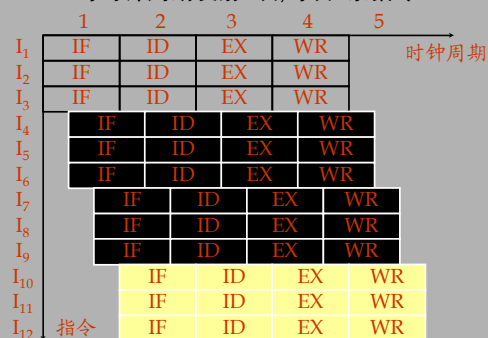 1 2 3 4 5
I1 IF ID EX WR 时钟周期
I2 IF ID EX WR
I3 IF ID EX WR
I4 IF ID EX WR
I5 IF ID EX WR
I6 IF ID EX WR
I7 IF ID EX WR
I8 IF ID EX WR
I9 IF ID EX WR
I10 IF ID EX WR
I11 IF ID EX WR
I12 指令 IF ID EX WR